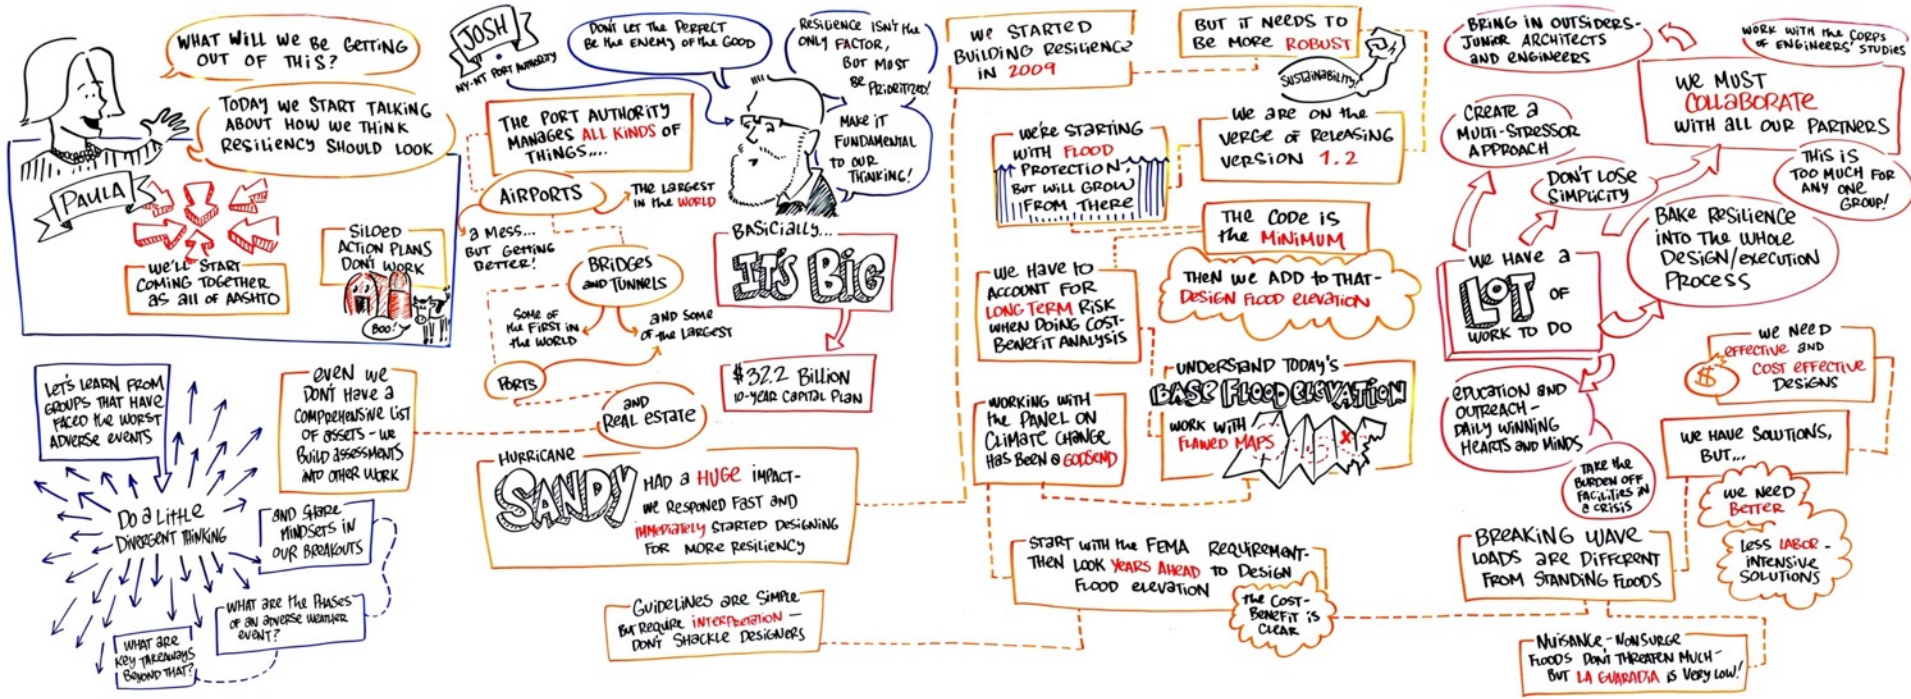 WHAT WILL WE BE GETTING
OUT OF THIS?
TODAY WE START TALKING
ABOUT HOW WE THINK
RESILIENCY SHOULD LOOK
PAULA
WE'LL START
COMING TOGETHER
AS ALL OF AASHTO
SILOED
ACTION PLANS
DON'T WORK
BOO!
LET'S LEARN FROM
GROUPS THAT HAVE
FACED THE WORST
ADVERSE EVENTS
DO A LITTLE
DIVERGENT THINKING
AND SHARE
MINDSETS IN
OUR BREAKOUTS
WHAT ARE THE PHASES
OF AN ADVERSE WEATHER
EVENT?
WHAT ARE
KEY TAKEAWAYS
BEYOND THAT?
EVEN WE
DON'T HAVE A
COMPREHENSIVE LIST
OF ASSETS - WE
BUILD ASSESSMENTS
INTO OTHER WORK
JOSH
NY-NJ PORT AUTHORITY
DON'T LET THE PERFECT
BE THE ENEMY OF THE GOOD
RESILIENCE ISN'T THE
ONLY FACTOR,
BUT MUST
BE PRIORITIZED!
MAKE IT
FUNDAMENTAL
TO OUR
THINKING!
THE PORT AUTHORITY
MANAGES ALL KINDS OF
THINGS....
AIRPORTS
THE LARGEST
IN THE WORLD
A MESS...
BUT GETTING
BETTER!
BRIDGES
AND TUNNELS
SOME OF
THE FIRST IN
THE WORLD
AND SOME
OF THE LARGEST
PORTS
AND
REAL ESTATE
BASICIALLY...
IT'S BIG
$32.2 BILLION
10-YEAR CAPITAL PLAN
HURRICANE
SANDY
HAD A HUGE IMPACT-
WE RESPONED FAST AND
IMMEDIATELY STARTED DESIGNING
FOR MORE RESILIENCY
GUIDELINES ARE SIMPLE
BUT REQUIRE INTERPRETATION -
DON'T SHACKLE DESIGNERS
WE STARTED
BUILDING RESILIENCE
IN 2009
BUT IT NEEDS TO
BE MORE ROBUST
SUSTAINABILITY!
WE ARE ON THE
VERGE OF RELEASING
VERSION 1.2
WE'RE STARTING
WITH FLOOD
PROTECTION,
BUT WILL GROW
FROM THERE
THE CODE IS
THE MINIMUM
THEN WE ADD TO THAT-
DESIGN FLOOD ELEVATION
WE HAVE TO
ACCOUNT FOR
LONG TERM RISK
WHEN DOING COST-
BENEFIT ANALYSIS
UNDERSTAND TODAY'S
BASE FLOOD ELEVATION
WORK WITH
FLAWED MAPS
WORKING WITH
THE PANEL ON
CLIMATE CHANGE
HAS BEEN A GODSEND
START WITH THE FEMA REQUIREMENT-
THEN LOOK YEARS AHEAD TO DESIGN
FLOOD ELEVATION
THE COST-
BENEFIT IS
CLEAR
BRING IN OUTSIDERS-
JUNIOR ARCHITECTS
AND ENGINEERS
WORK WITH THE CORPS
OF ENGINEERS' STUDIES
WE MUST
COLLABORATE
WITH ALL OUR PARTNERS
CREATE A
MULTI-STRESSOR
APPROACH
DON'T LOSE
SIMPLICITY
THIS IS
TOO MUCH FOR
ANY ONE
GROUP!
BAKE RESILIENCE
INTO THE WHOLE
DESIGN/EXECUTION
PROCESS
WE HAVE A
LOT OF
WORK TO DO
EDUCATION AND
OUTREACH -
DAILY WINNING
HEARTS AND MINDS
TAKE THE
BURDEN OFF
FACILITIES IN
A CRISIS
WE NEED
EFFECTIVE AND
COST EFFECTIVE
DESIGNS
$
WE HAVE SOLUTIONS,
BUT...
WE NEED
BETTER
LESS LABOR-
INTENSIVE
SOLUTIONS
BREAKING WAVE
LOADS ARE DIFFERENT
FROM STANDING FLOODS
NUISANCE, NONSURGE
FLOODS DON'T THREATEN MUCH-
BUT LA GUARADIA IS VERY LOW!